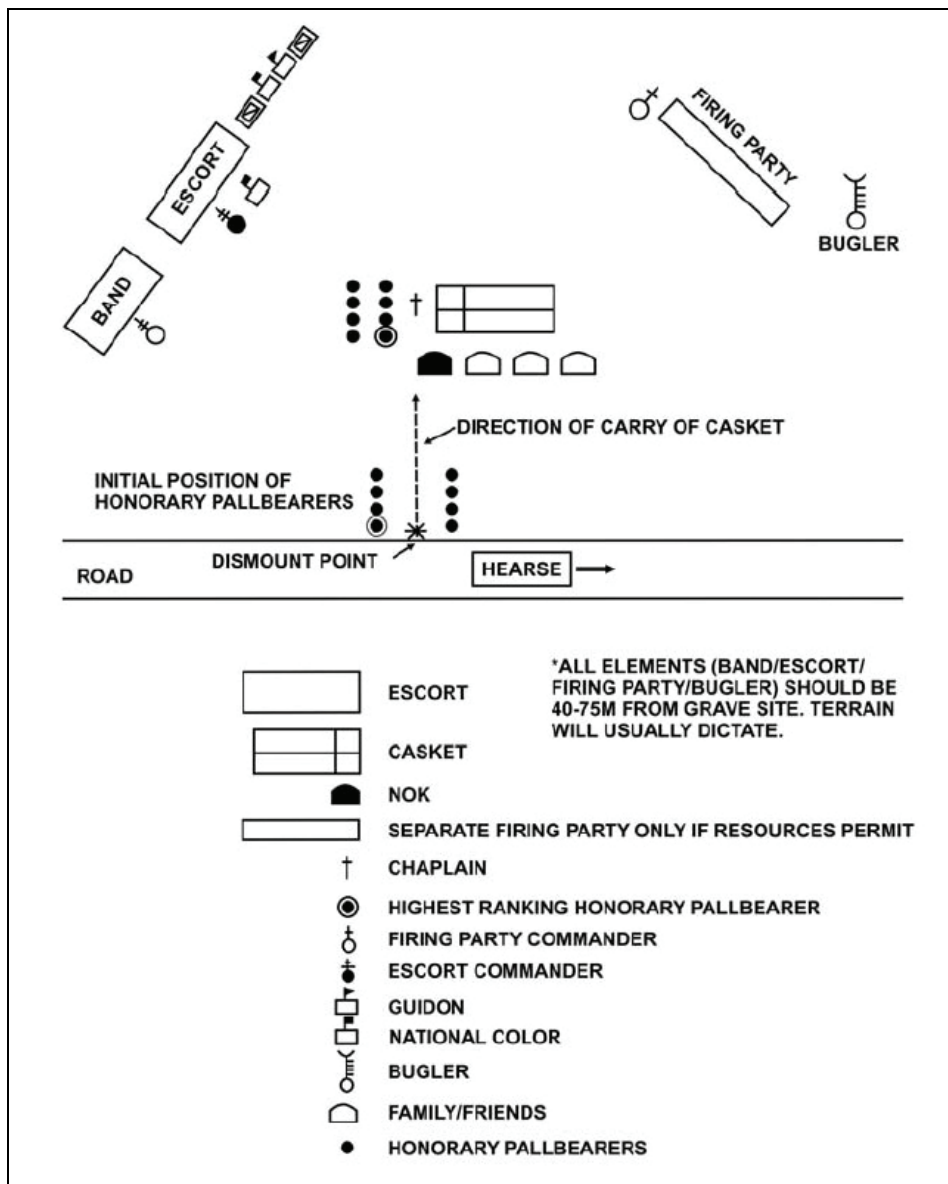 FIRING PARTY
ESCORT
BUGLER
BAND
DIRECTION OF CARRY OF CASKET
INITIAL POSITION OF
HONORARY PALLBEARERS
DISMOUNT POINT
HEARSE
ROAD
*ALL ELEMENTS (BAND/ESCORT/
FIRING PARTY/BUGLER) SHOULD BE
40-75M FROM GRAVE SITE. TERRAIN
WILL USUALLY DICTATE.
ESCORT
CASKET
NOK
SEPARATE FIRING PARTY ONLY IF RESOURCES PERMIT
CHAPLAIN
HIGHEST RANKING HONORARY PALLBEARER
FIRING PARTY COMMANDER
ESCORT COMMANDER
GUIDON
NATIONAL COLOR
BUGLER
FAMILY/FRIENDS
HONORARY PALLBEARERS